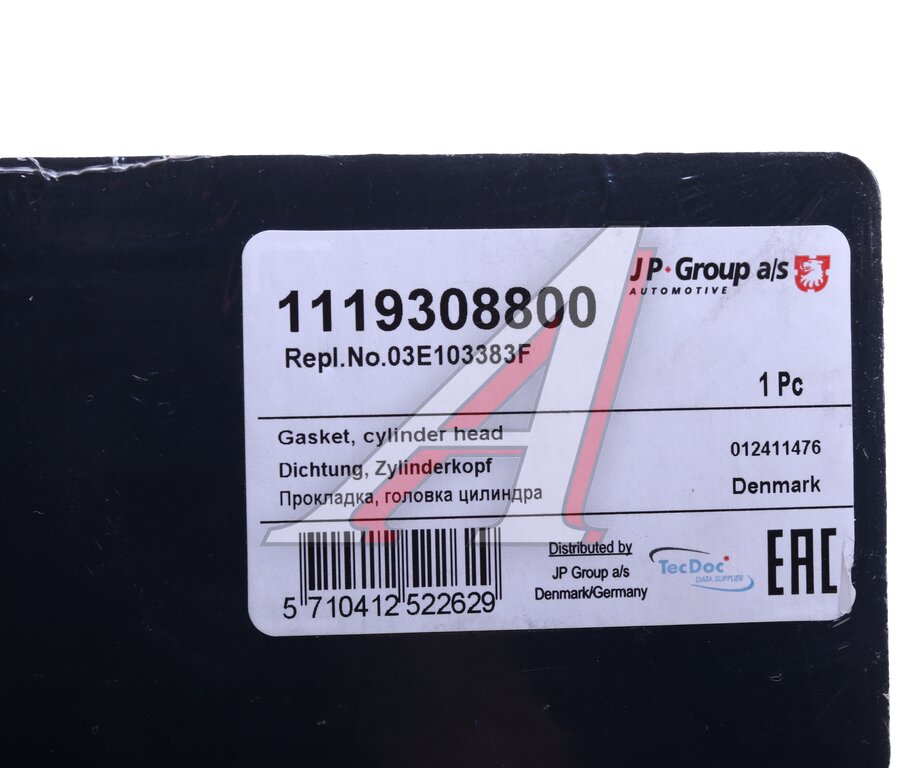 JP Group a/s
AUTOMOTIVE
1119308800
Repl.No.03E103383F
1 Pc
Gasket, cylinder head
Dichtung, Zylinderkopf
Прокладка, головка цилиндра
012411476
Denmark
5 710412 522629
Distributed by
JP Group a/s
Denmark/Germany
TecDoc
DATA SUPPLIER
EAC